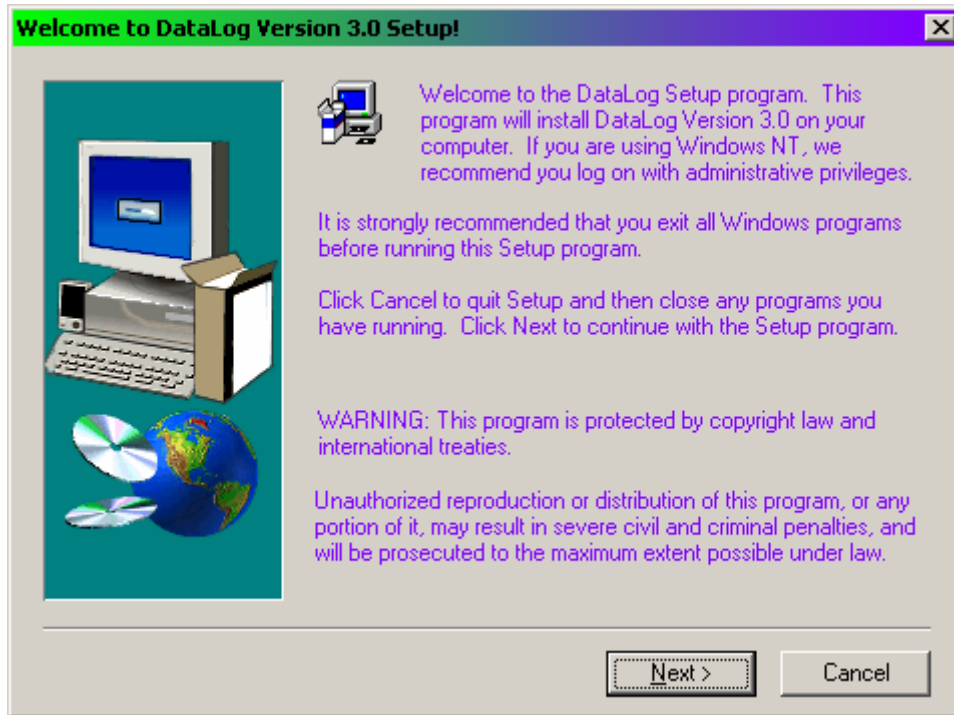 Welcome to DataLog Version 3.0 Setup!
Welcome to the DataLog Setup program. This
program will install DataLog Version 3.0 on your
computer. If you are using Windows NT, we
recommend you log on with administrative privileges.
It is strongly recommended that you exit all Windows programs
before running this Setup program.
Click Cancel to quit Setup and then close any programs you
have running. Click Next to continue with the Setup program.
WARNING: This program is protected by copyright law and
international treaties.
Unauthorized reproduction or distribution of this program, or any
portion of it, may result in severe civil and criminal penalties, and
will be prosecuted to the maximum extent possible under law.
Next >
Cancel